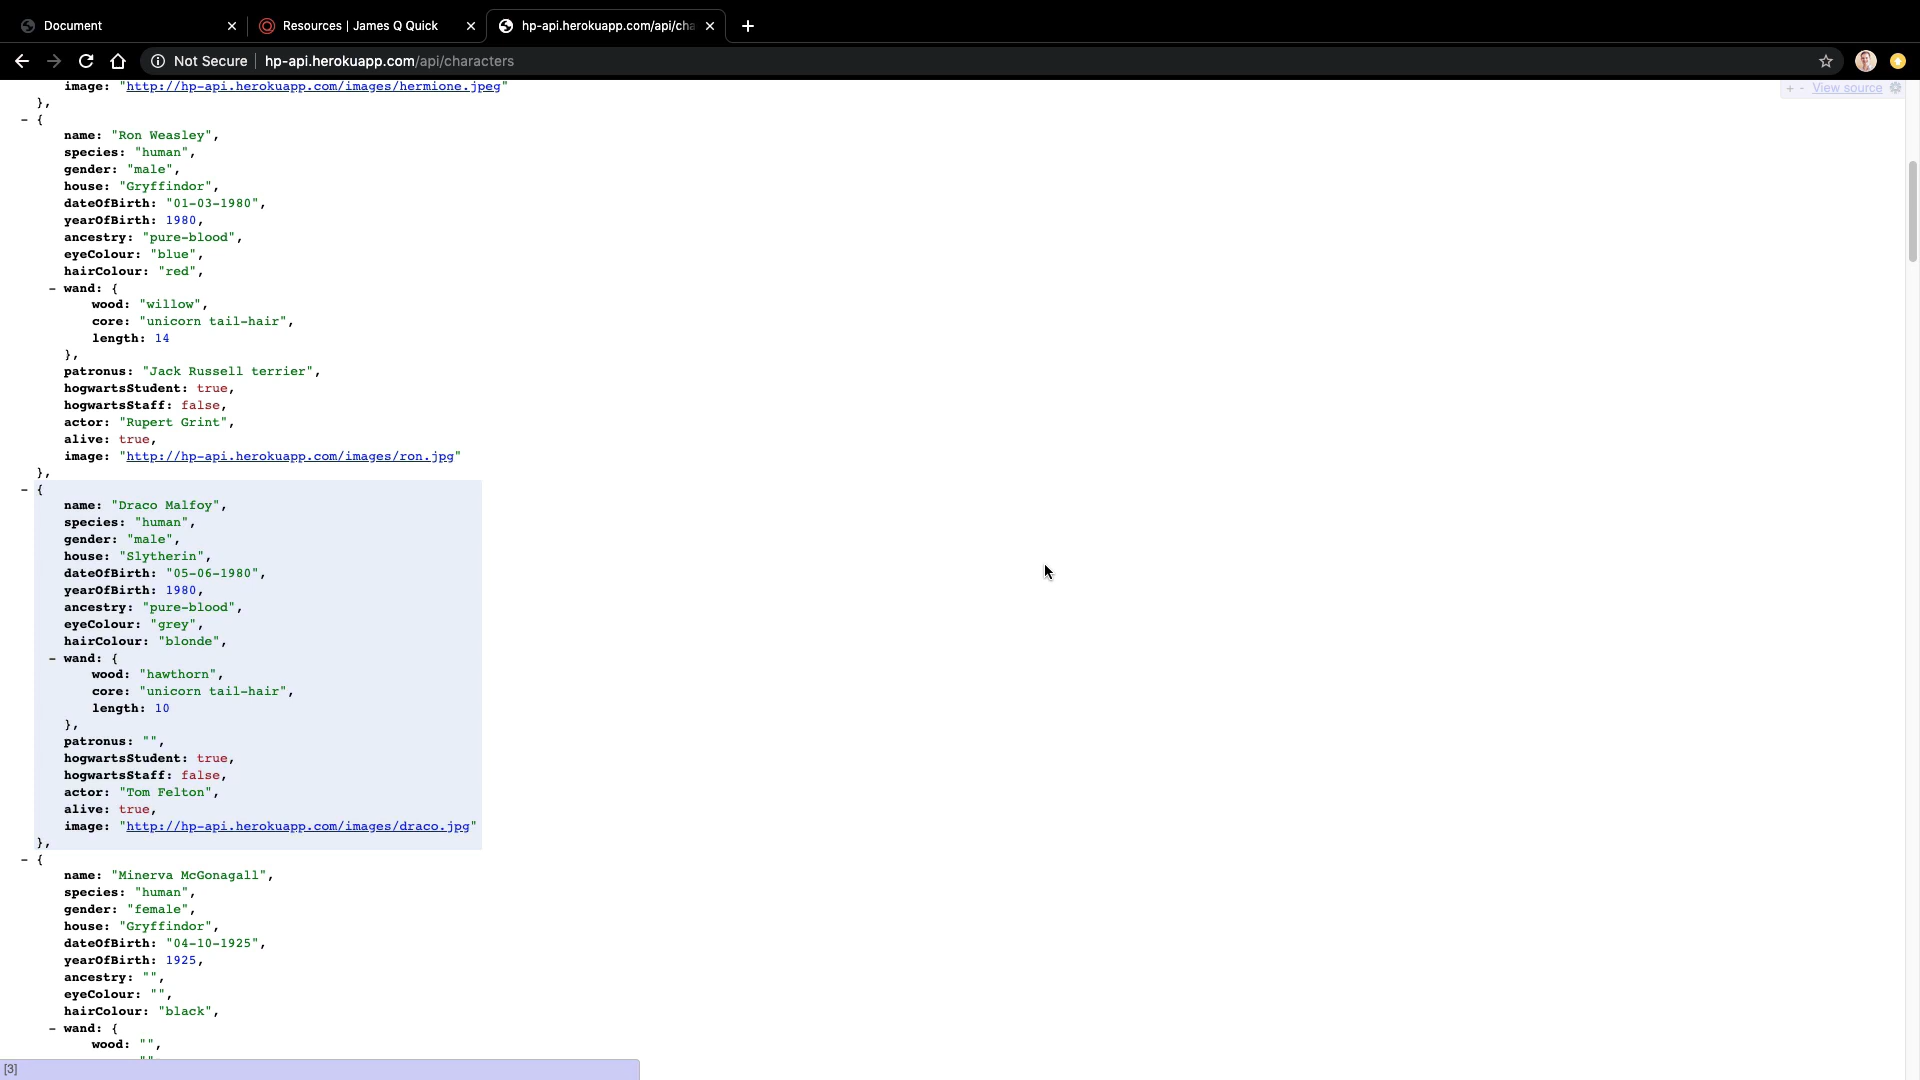 Document
Resources | James Q Quick
hp-api.herokuapp.com/api/cha
Not Secure
hp-api.herokuapp.com/api/characters
+ - View source
image: "http://hp-api.herokuapp.com/images/hermione.jpeg"
},
- {
name: "Ron Weasley",
species: "human",
gender: "male",
house: "Gryffindor",
dateOfBirth: "01-03-1980",
yearOfBirth: 1980,
ancestry: "pure-blood",
eyeColour: "blue",
hairColour: "red",
- wand: {
wood: "willow",
core: "unicorn tail-hair",
length: 14
},
patronus: "Jack Russell terrier",
hogwartsStudent: true,
hogwartsStaff: false,
actor: "Rupert Grint",
alive: true,
image: "http://hp-api.herokuapp.com/images/ron.jpg"
},
- {
name: "Draco Malfoy",
species: "human",
gender: "male",
house: "Slytherin",
dateOfBirth: "05-06-1980",
yearOfBirth: 1980,
ancestry: "pure-blood",
eyeColour: "grey",
hairColour: "blonde",
- wand: {
wood: "hawthorn",
core: "unicorn tail-hair",
length: 10
},
patronus: "",
hogwartsStudent: true,
hogwartsStaff: false,
actor: "Tom Felton",
alive: true,
image: "http://hp-api.herokuapp.com/images/draco.jpg"
},
- {
name: "Minerva McGonagall",
species: "human",
gender: "female",
house: "Gryffindor",
dateOfBirth: "04-10-1925",
yearOfBirth: 1925,
ancestry: "",
eyeColour: "",
hairColour: "black",
- wand: {
wood: "",
[3]